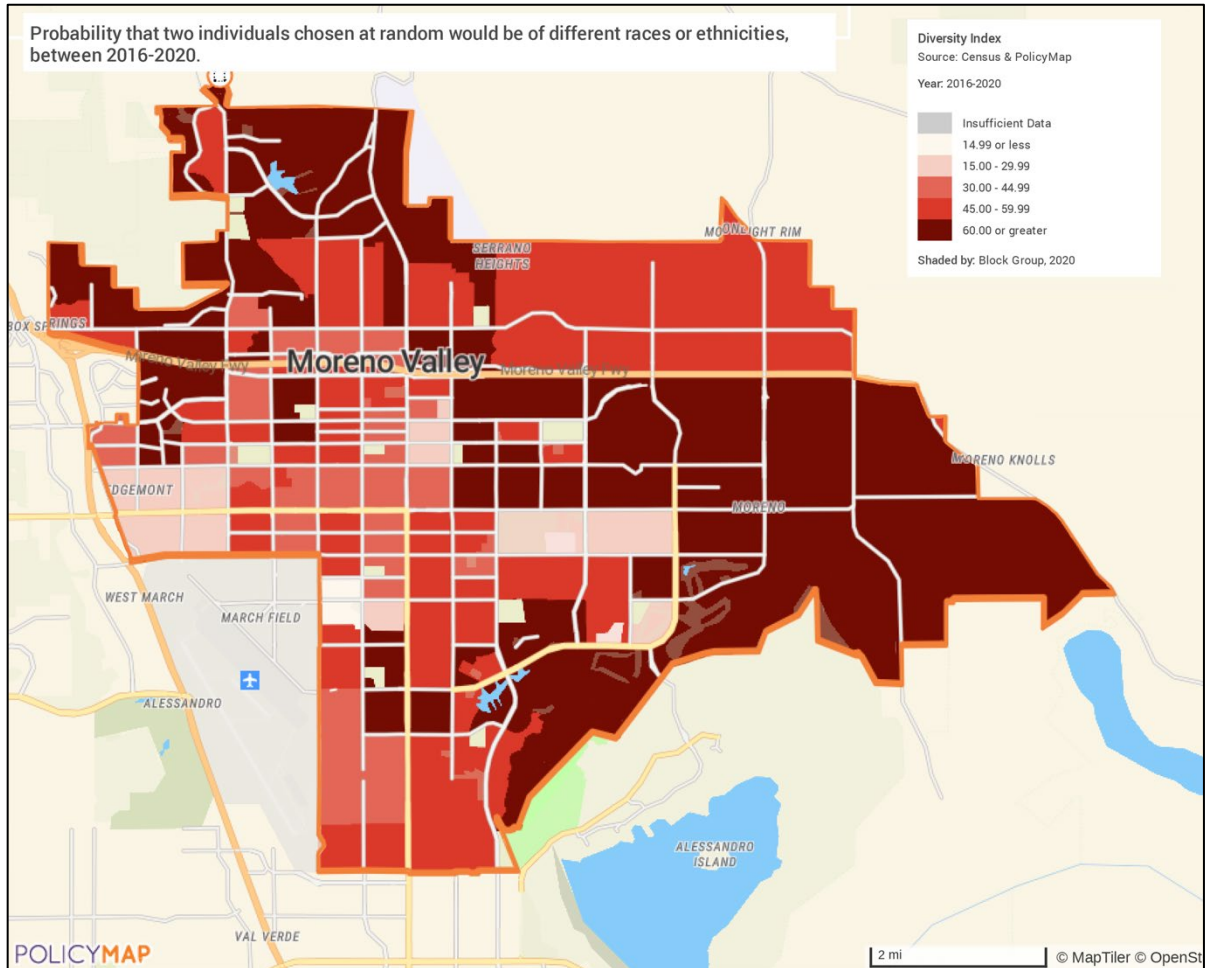 Probability that two individuals chosen at random would be of different races or ethnicities,
between 2016-2020.
Diversity Index
Source: Census & PolicyMap
Year: 2016-2020
Insufficient Data
14.99 or less
15.00 - 29.99
30.00 - 44.99
45.00 - 59.99
60.00 or greater
Shaded by: Block Group, 2020
MOONLIGHT RIM
SERRANO
HEIGHTS
BOX SPRINGS
Moreno Valley Fwy
Moreno Valley
Moreno Valley Fwy
MORENO KNOLLS
EDGEMONT
MORENO
WEST MARCH
MARCH FIELD
ALESSANDRO
ALESSANDRO
ISLAND
VAL VERDE
POLICYMAP
2 mi
© MapTiler © OpenSt